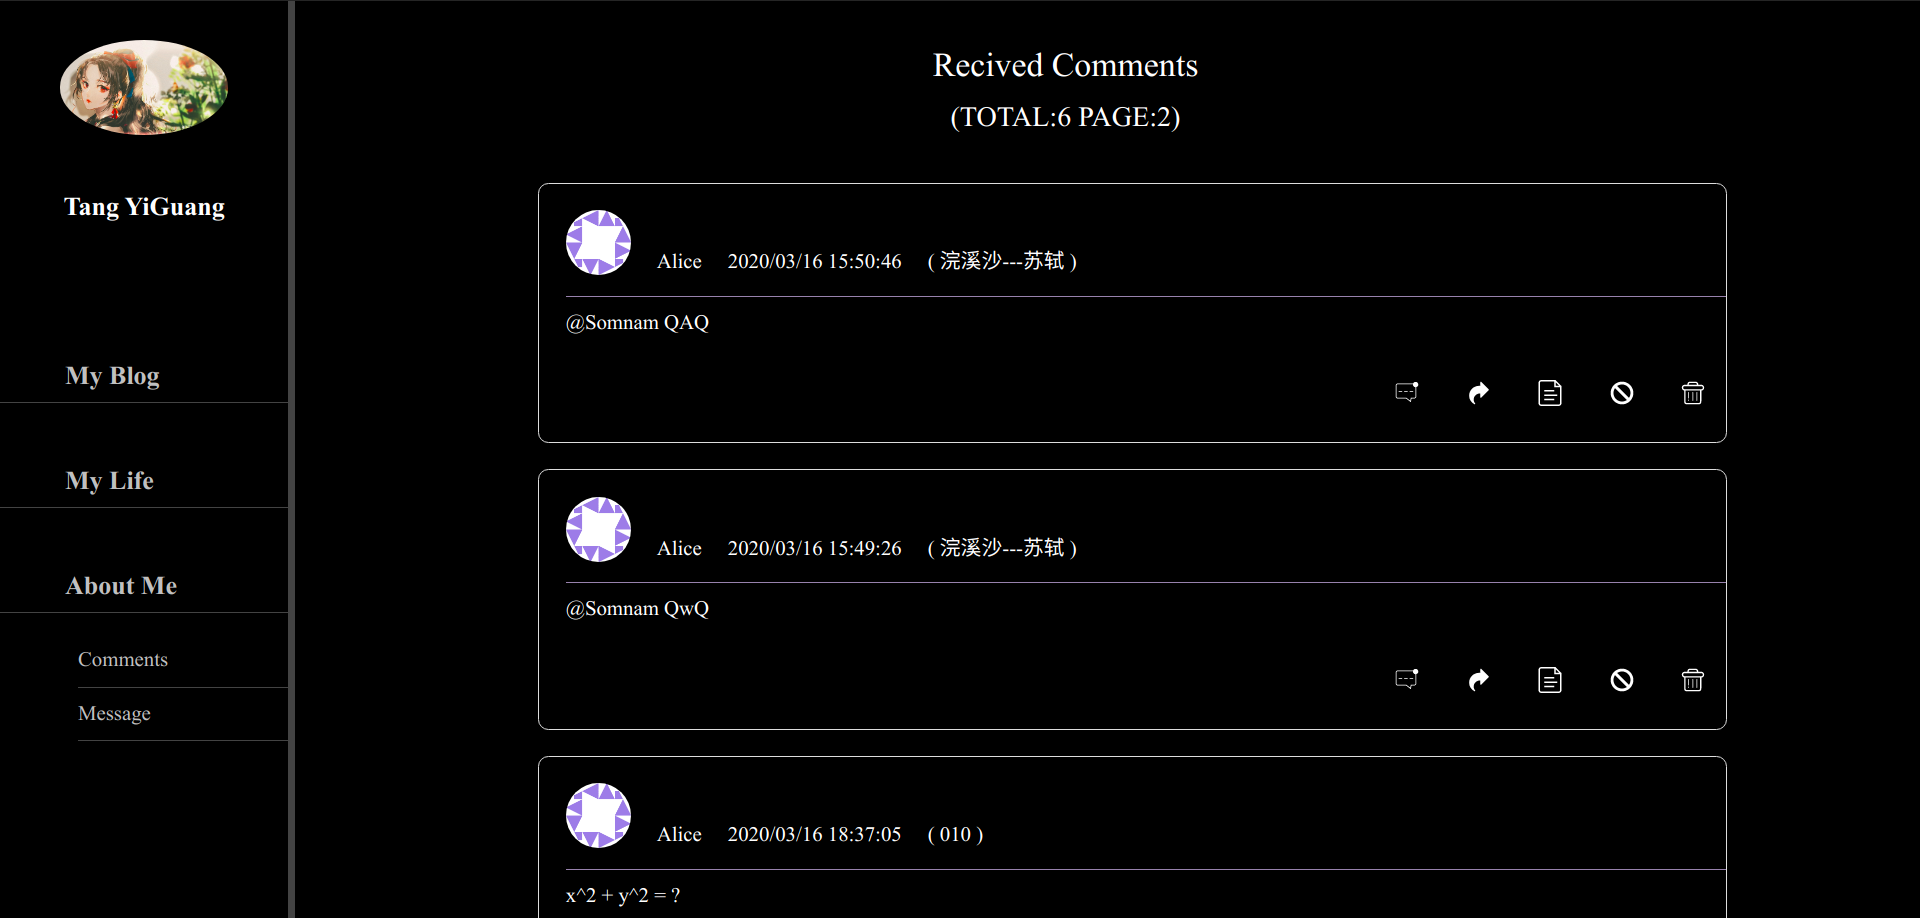 Tang YiGuang
My Blog
My Life
About Me
Comments
Message
Recived Comments
(TOTAL:6 PAGE:2)
Alice 2020/03/16 15:50:46 ( 浣溪沙---苏轼 )
@Somnam QAQ
Alice 2020/03/16 15:49:26 ( 浣溪沙---苏轼 )
@Somnam QwQ
Alice 2020/03/16 18:37:05 ( 010 )
x^2 + y^2 = ?